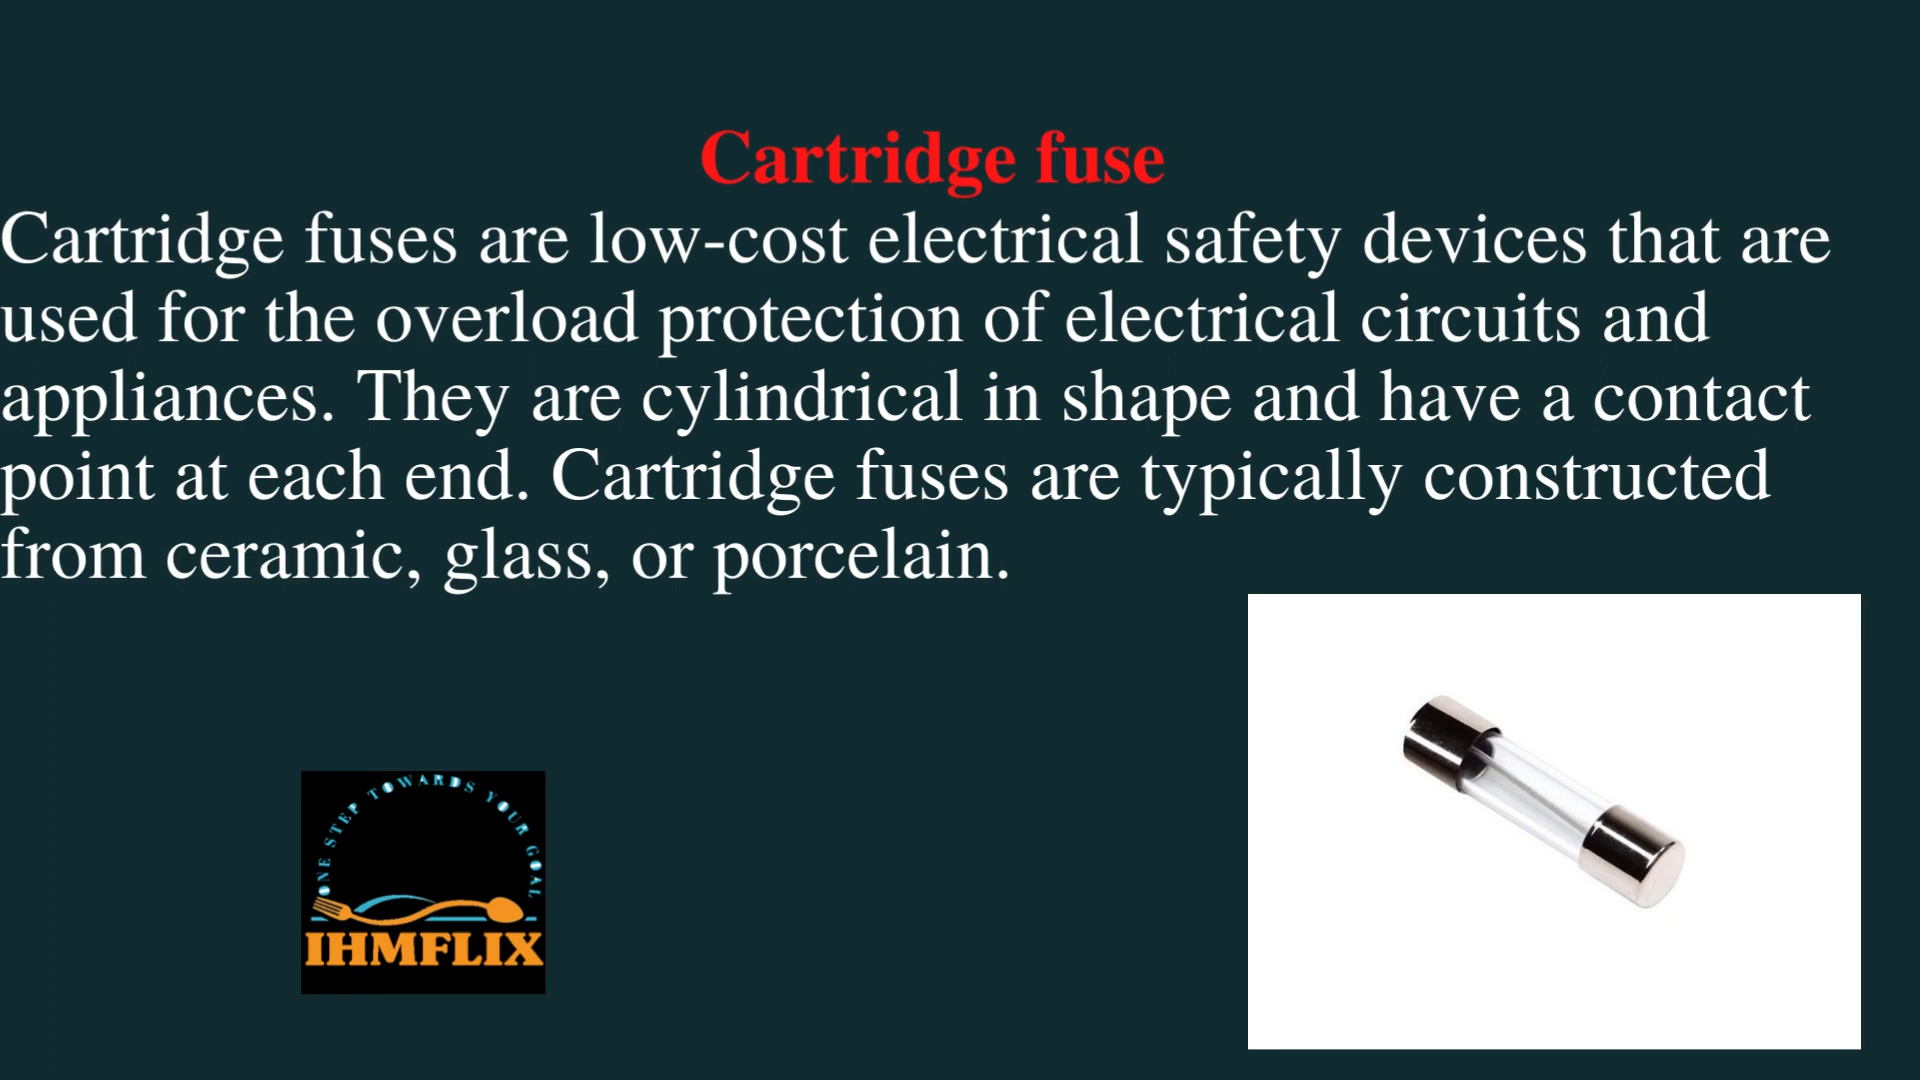 Cartridge fuse
Cartridge fuses are low-cost electrical safety devices that are
used for the overload protection of electrical circuits and
appliances. They are cylindrical in shape and have a contact
point at each end. Cartridge fuses are typically constructed
from ceramic, glass, or porcelain.
ONE STEP TOWARDS YOUR GOAL
IHMFLIX